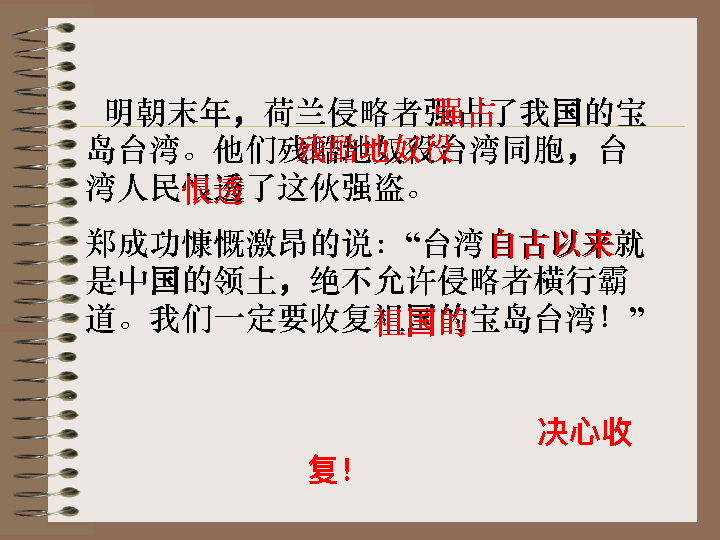 明朝末年，荷兰侵略者强占了我国的宝
岛台湾。他们残酷地奴役台湾同胞，台
湾人民恨透了这伙强盗。
郑成功慷慨激昂的说：“台湾自古以来就
是中国的领土，绝不允许侵略者横行霸
道。我们一定要收复祖国的宝岛台湾！”
决心收
复！